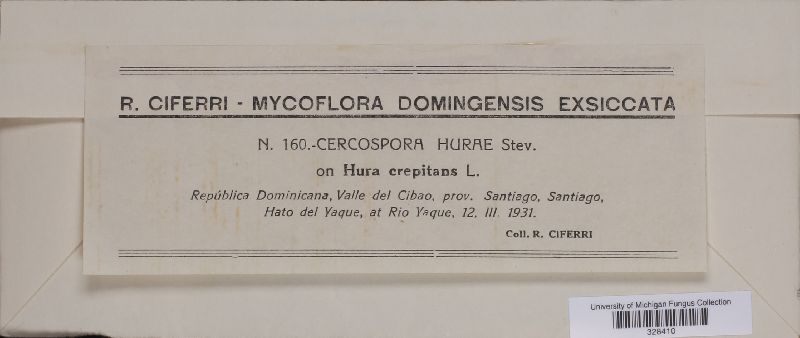 R. CIFERRI - MYCOFLORA DOMINGENSIS EXSICCATA
N. 160.-CERCOSPORA HURAE Stev.
on Hura crepitans L.
República Dominicana, Valle del Cibao, prov. Santiago, Santiago,
Hato del Yaque, at Rio Yaque, 12. III. 1931.
Coll. R. CIFERRI
University of Michigan Fungus Collection
326410